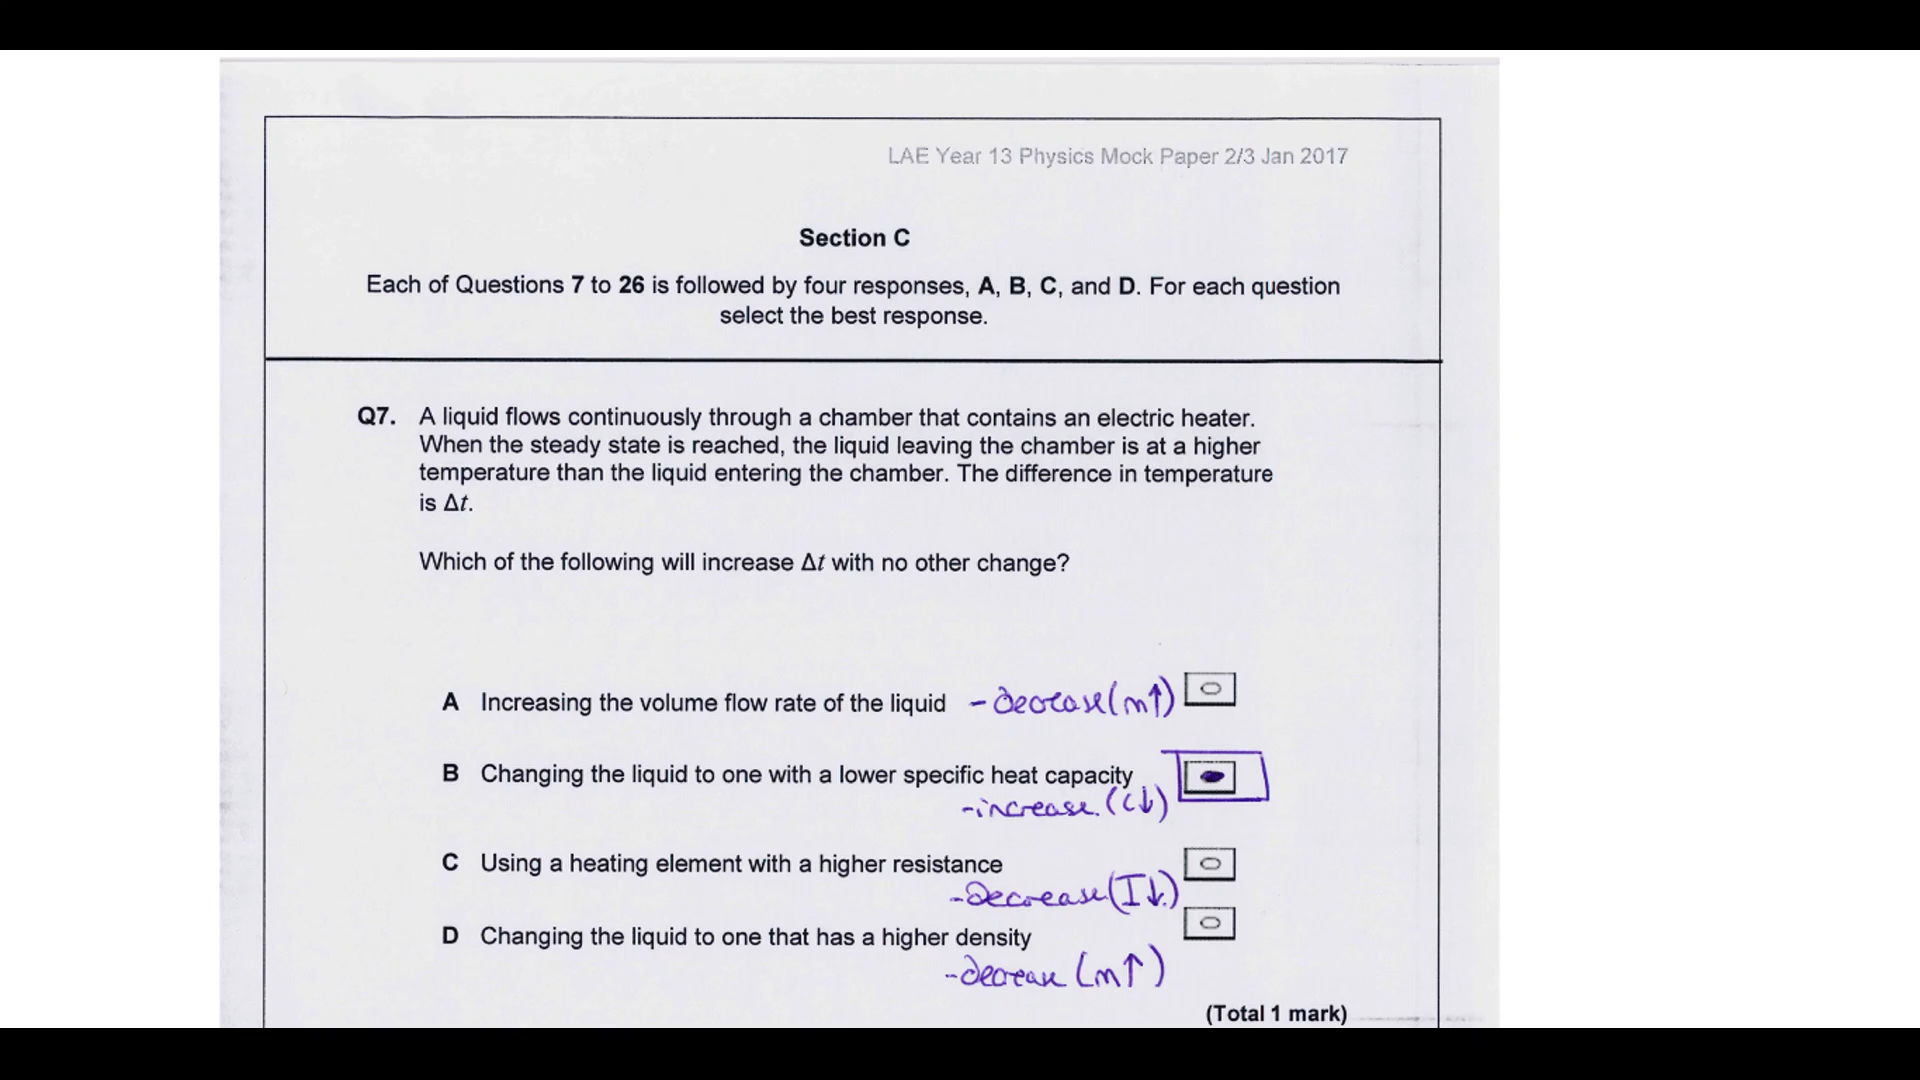 LAE Year 13 Physics Mock Paper 2/3 Jan 2017
Section C
Each of Questions 7 to 26 is followed by four responses, A, B, C, and D. For each question
select the best response.
Q7. A liquid flows continuously through a chamber that contains an electric heater.
When the steady state is reached, the liquid leaving the chamber is at a higher
temperature than the liquid entering the chamber. The difference in temperature
is Δt.
Which of the following will increase Δt with no other change?
A Increasing the volume flow rate of the liquid - decrease (m↑)
B Changing the liquid to one with a lower specific heat capacity
- increase. (c↓)
C Using a heating element with a higher resistance
- Decrease (I↓.)
D Changing the liquid to one that has a higher density
- decrease (m↑)
(Total 1 mark)